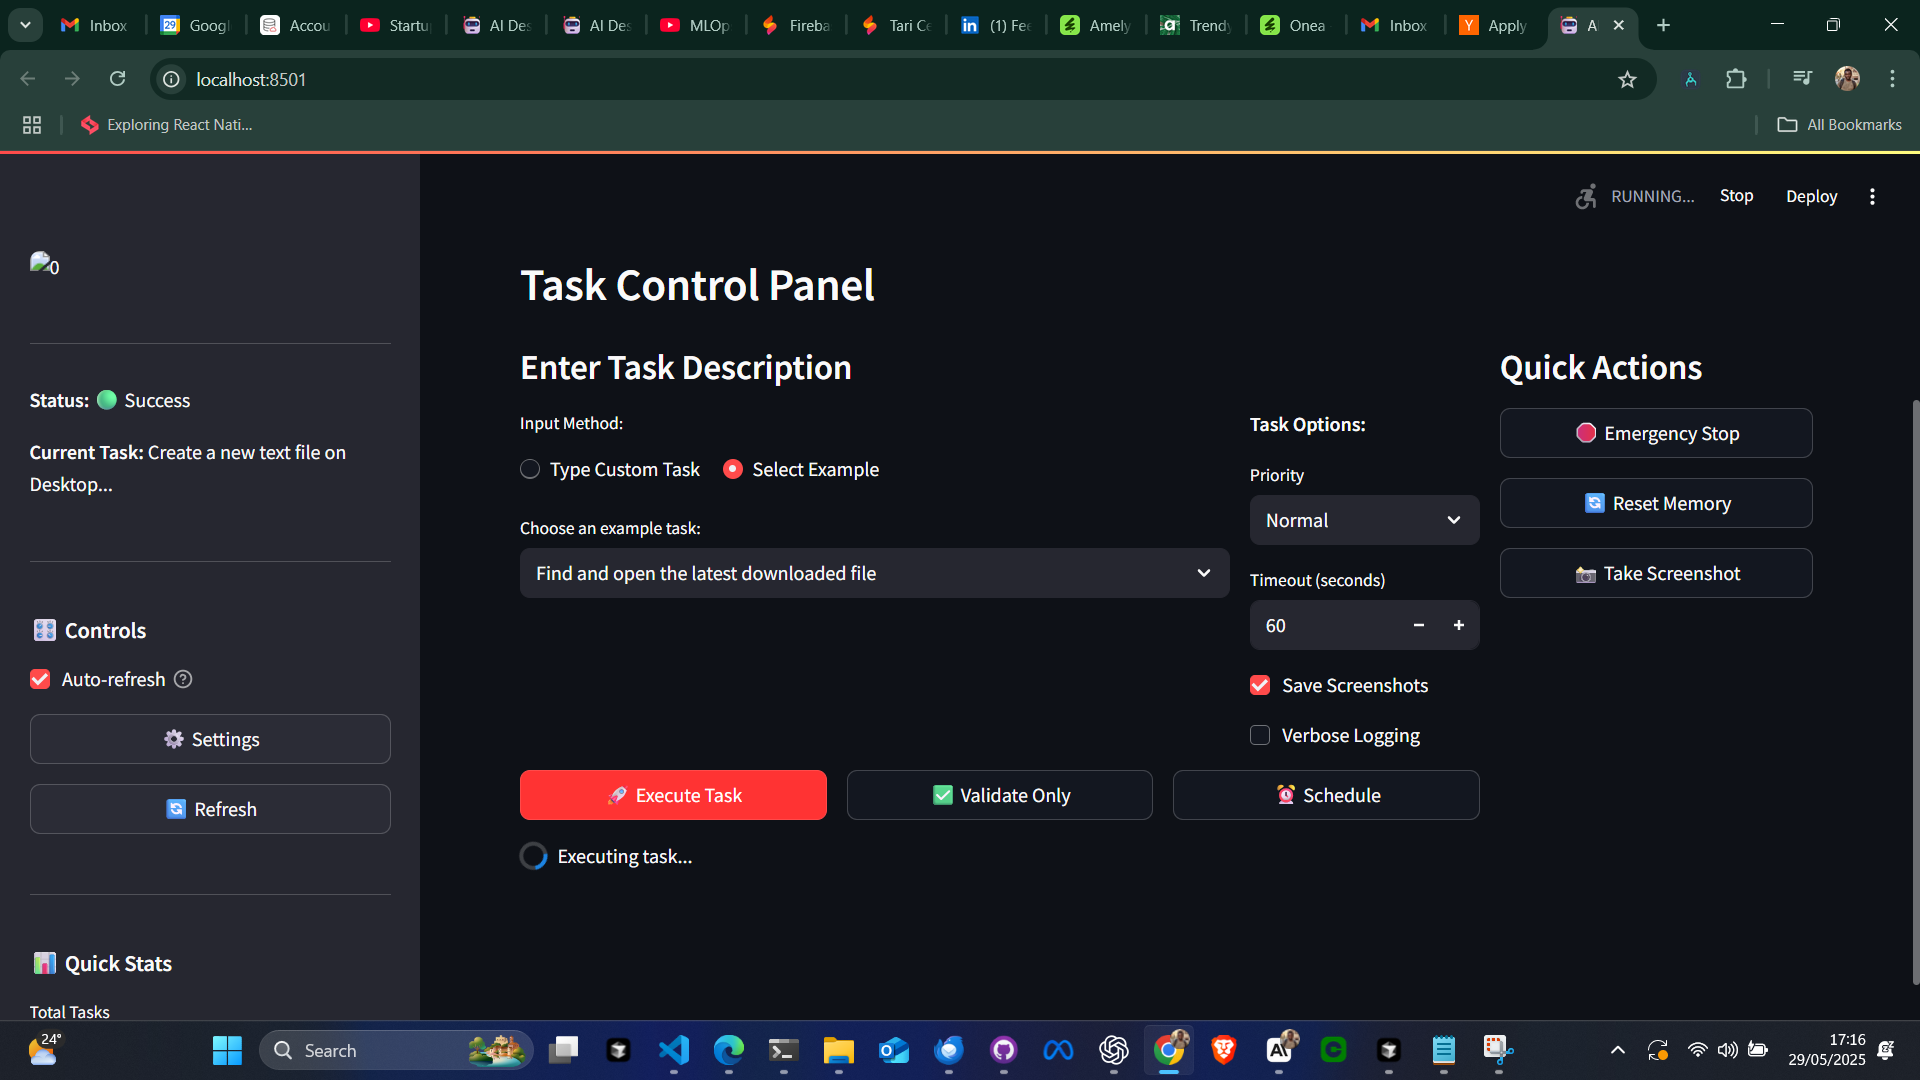 Inbox
Googl
Accou
Startu
AI Des
AI Des
MLOp
Fireba
Tari Ce
(1) Fee
Amely
Trendy
Onea
Inbox
Apply
A
localhost:8501
Exploring React Nati...
All Bookmarks
RUNNING...
Stop
Deploy
0
Status: Success
Current Task: Create a new text file on
Desktop...
Controls
Auto-refresh
Settings
Refresh
Quick Stats
Total Tasks
Task Control Panel
Enter Task Description
Input Method:
Type Custom Task
Select Example
Choose an example task:
Find and open the latest downloaded file
Task Options:
Priority
Normal
Timeout (seconds)
60
Save Screenshots
Verbose Logging
Execute Task
Validate Only
Schedule
Executing task...
Quick Actions
Emergency Stop
Reset Memory
Take Screenshot
24°
Search
17:16
29/05/2025